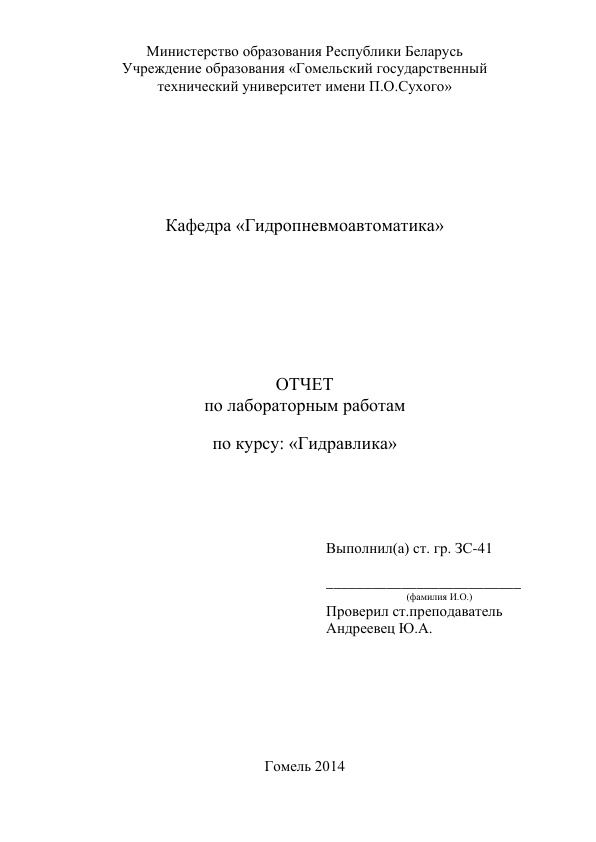 Министерство образования Республики Беларусь
Учреждение образования «Гомельский государственный
технический университет имени П.О.Сухого»
Кафедра «Гидропневмоавтоматика»
ОТЧЕТ
по лабораторным работам
по курсу: «Гидравлика»
Выполнил(а) ст. гр. ЗС-41
___________________________
(фамилия И.О.)
Проверил ст.преподаватель
Андреевец Ю.А.
Гомель 2014